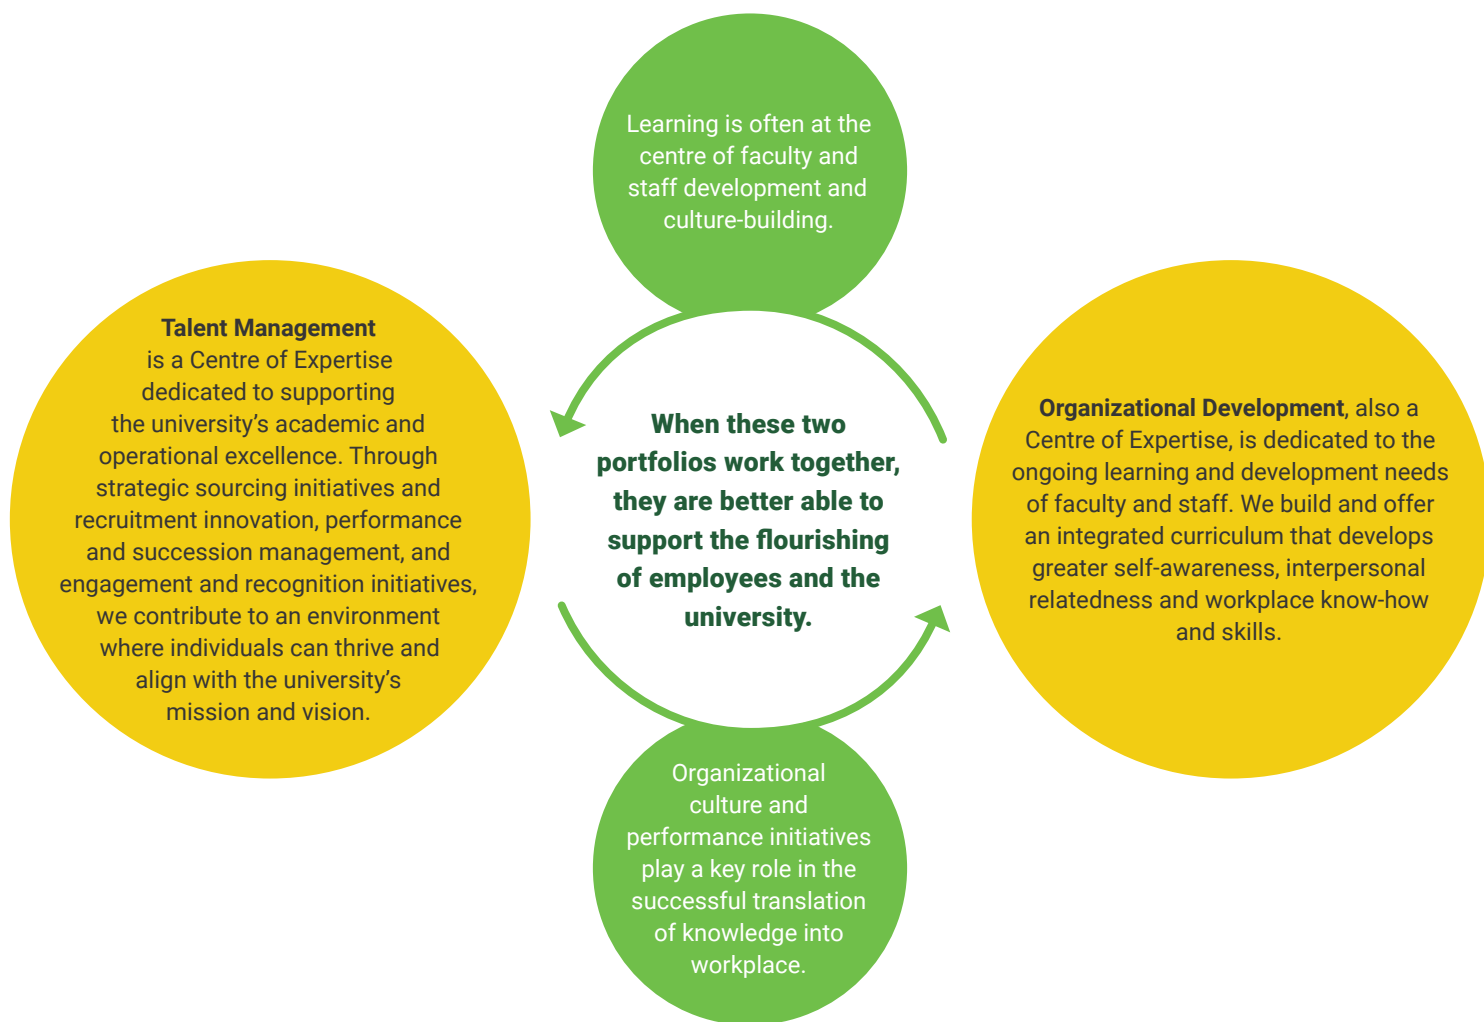 Learning is often at the
centre of faculty and
staff development and
culture-building.
Talent Management
is a Centre of Expertise
dedicated to supporting
the university’s academic and
operational excellence. Through
strategic sourcing initiatives and
recruitment innovation, performance
and succession management, and
engagement and recognition initiatives,
we contribute to an environment
where individuals can thrive and
align with the university’s
mission and vision.
When these two
portfolios work together,
they are better able to
support the flourishing
of employees and the
university.
Organizational Development, also a
Centre of Expertise, is dedicated to the
ongoing learning and development needs
of faculty and staff. We build and offer
an integrated curriculum that develops
greater self-awareness, interpersonal
relatedness and workplace know-how
and skills.
Organizational
culture and
performance initiatives
play a key role in the
successful translation
of knowledge into
workplace.